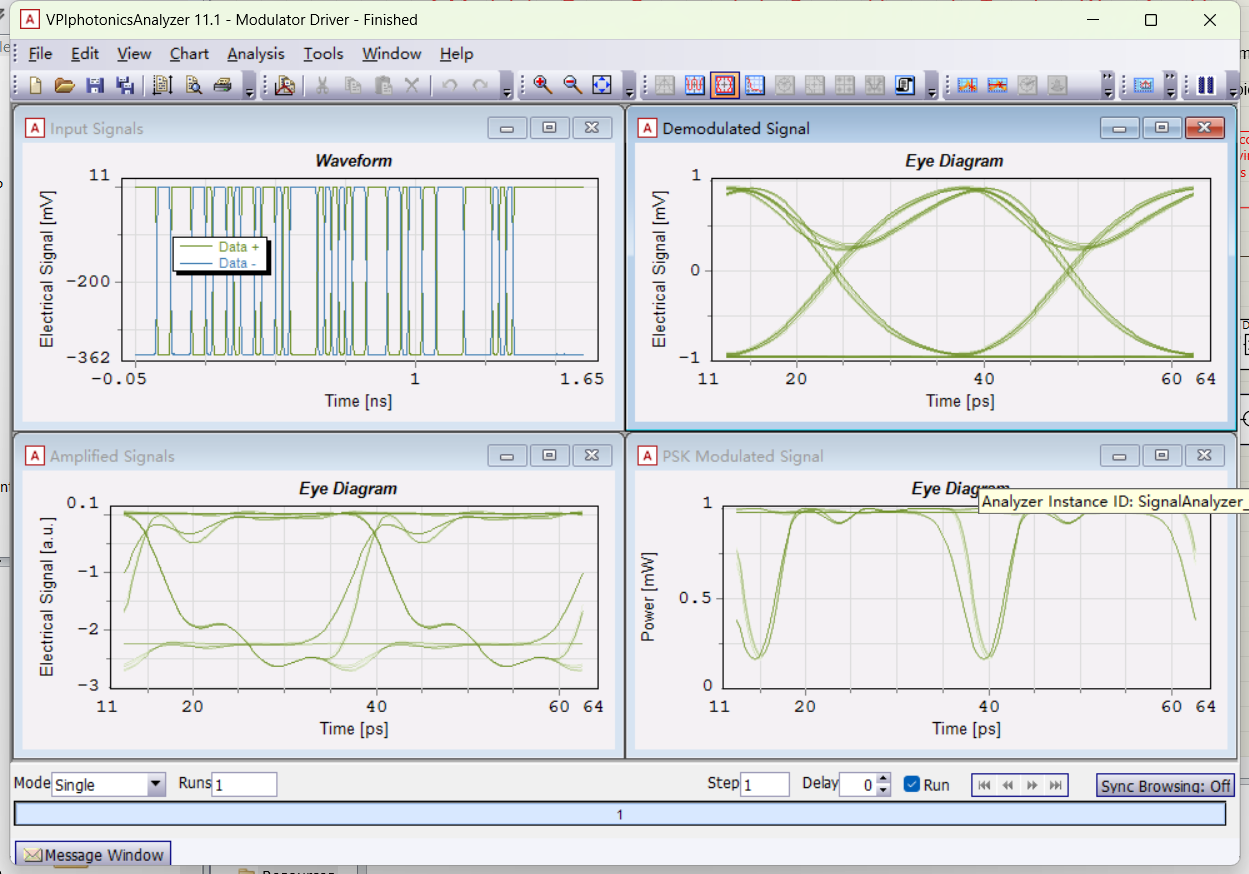 VPIphotonicsAnalyzer 11.1 - Modulator Driver - Finished
File Edit View Chart Analysis Tools Window Help
Input Signals
Waveform
11
-200
-362
Electrical Signal [mV]
Data +
Data -
-0.05 1 1.65
Time [ns]
Demodulated Signal
Eye Diagram
1
0
-1
Electrical Signal [mV]
11 20 40 60 64
Time [ps]
Amplified Signals
Eye Diagram
0.1
-1
-2
-3
Electrical Signal [a.u.]
11 20 40 60 64
Time [ps]
PSK Modulated Signal
Eye Diagram
Analyzer Instance ID: SignalAnalyzer_
1
0.5
0
Power [mW]
11 20 40 60 64
Time [ps]
Mode Single Runs 1 Step 1 Delay 0 Run Sync Browsing: Off
1
Message Window